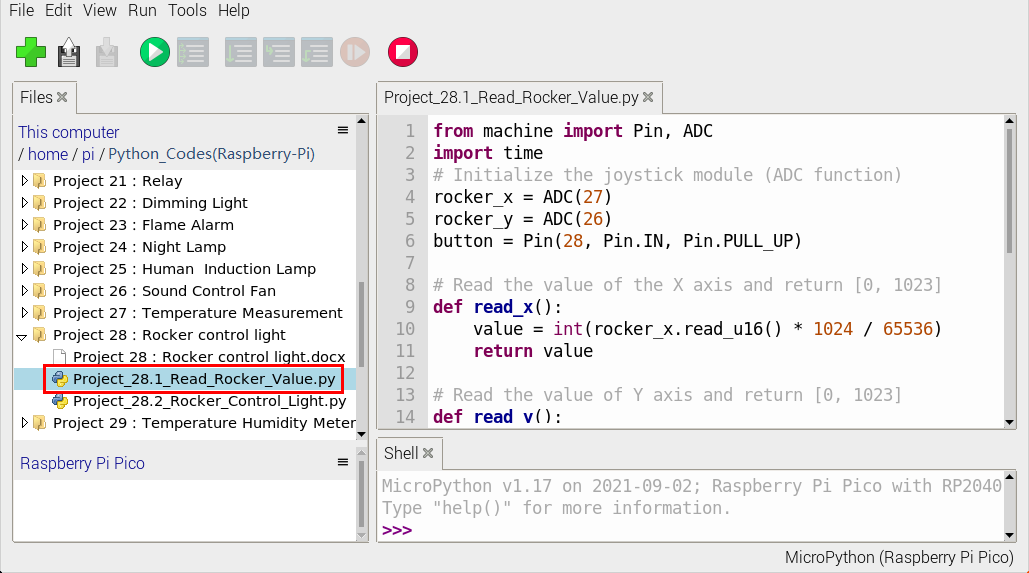 File Edit View Run Tools Help
Files
This computer
/ home / pi / Python_Codes(Raspberry-Pi)
Project 21 : Relay
Project 22 : Dimming Light
Project 23 : Flame Alarm
Project 24 : Night Lamp
Project 25 : Human  Induction Lamp
Project 26 : Sound Control Fan
Project 27 : Temperature Measurement
Project 28 : Rocker control light
Project 28 : Rocker control light.docx
Project_28.1_Read_Rocker_Value.py
Project_28.2_Rocker_Control_Light.py
Project 29 : Temperature Humidity Meter
Raspberry Pi Pico
Project_28.1_Read_Rocker_Value.py
1 from machine import Pin, ADC
2 import time
3 # Initialize the joystick module (ADC function)
4 rocker_x = ADC(27)
5 rocker_y = ADC(26)
6 button = Pin(28, Pin.IN, Pin.PULL_UP)
7
8 # Read the value of the X axis and return [0, 1023]
9 def read_x():
10     value = int(rocker_x.read_u16() * 1024 / 65536)
11     return value
12
13 # Read the value of Y axis and return [0, 1023]
14 def read_y():
Shell
MicroPython v1.17 on 2021-09-02; Raspberry Pi Pico with RP2040
Type "help()" for more information.
>>>
MicroPython (Raspberry Pi Pico)